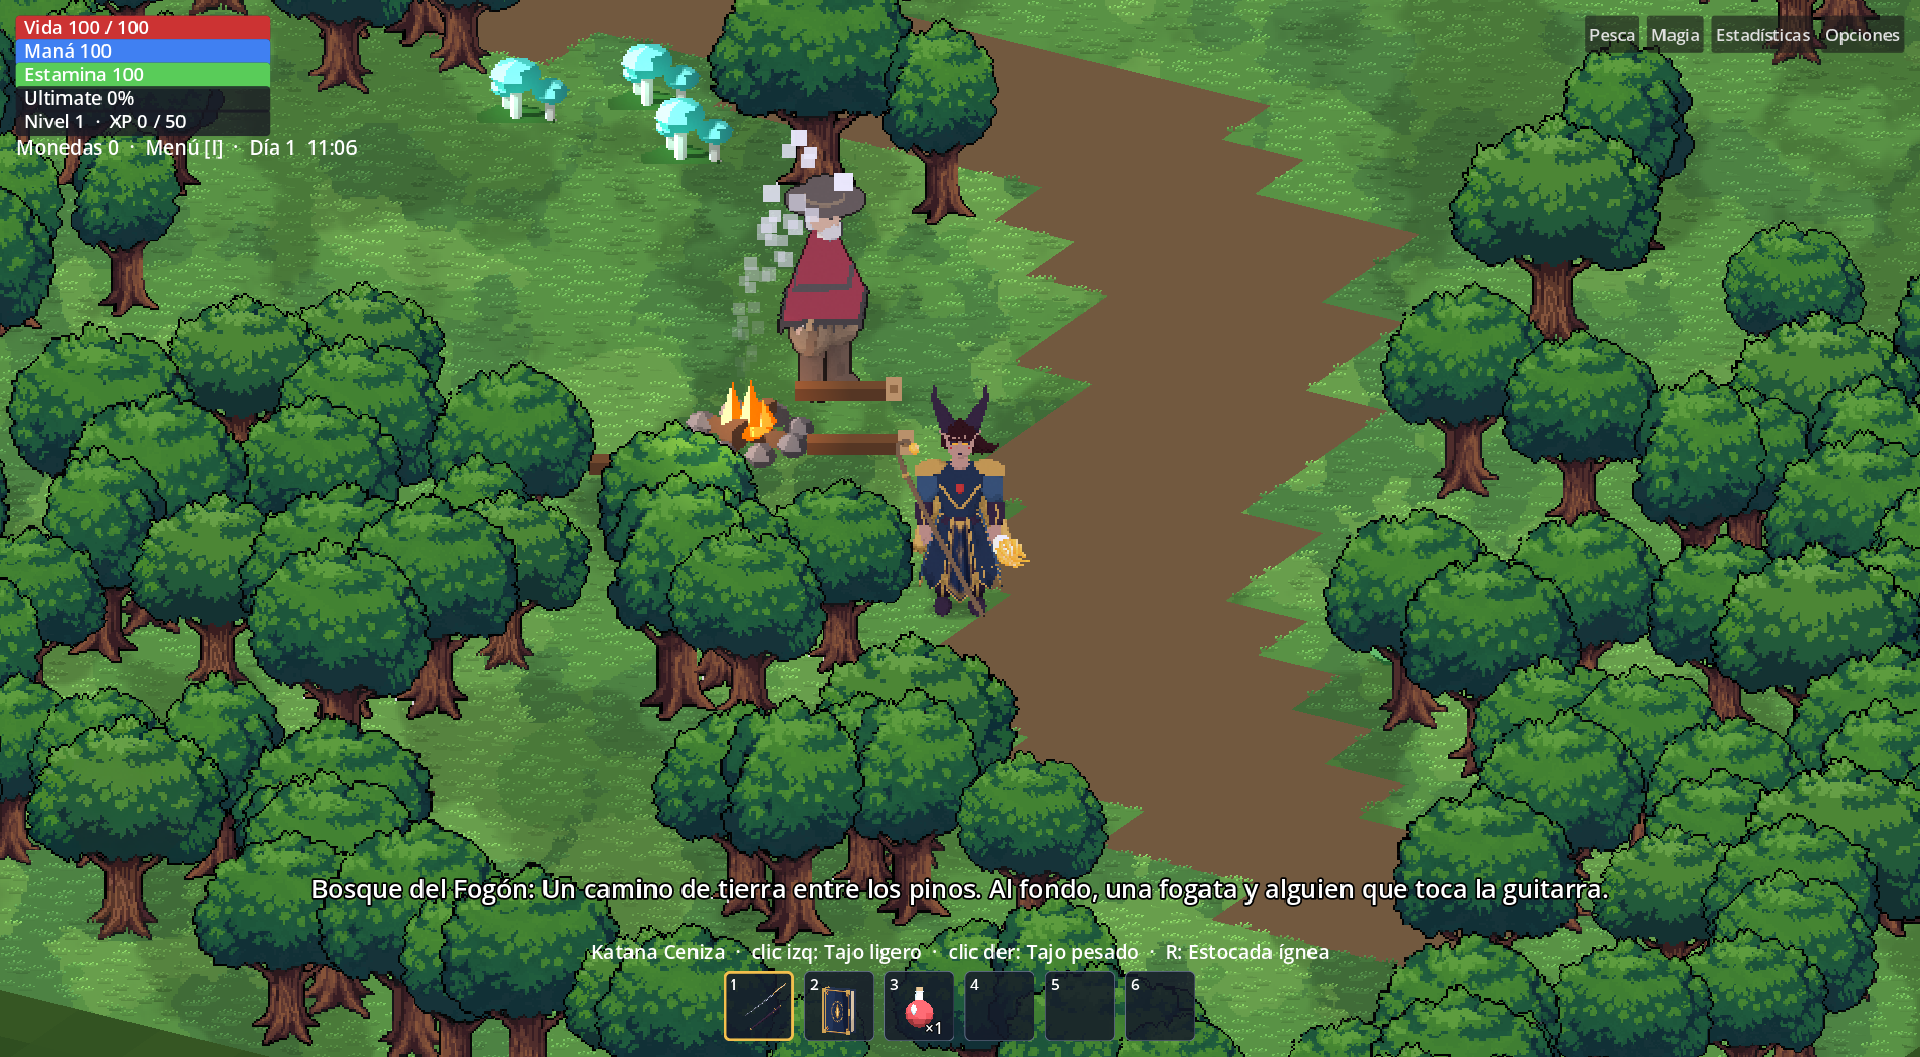 Vida 100 / 100
Maná 100
Estamina 100
Ultimate 0%
Nivel 1 · XP 0 / 50
Monedas 0 · Menú [I] · Día 1 11:06
Pesca Magia Estadísticas Opciones
Bosque del Fogón: Un camino de tierra entre los pinos. Al fondo, una fogata y alguien que toca la guitarra.
Katana Ceniza · clic izq: Tajo ligero · clic der: Tajo pesado · R: Estocada ígnea
1 2 3 4 5 6
×1